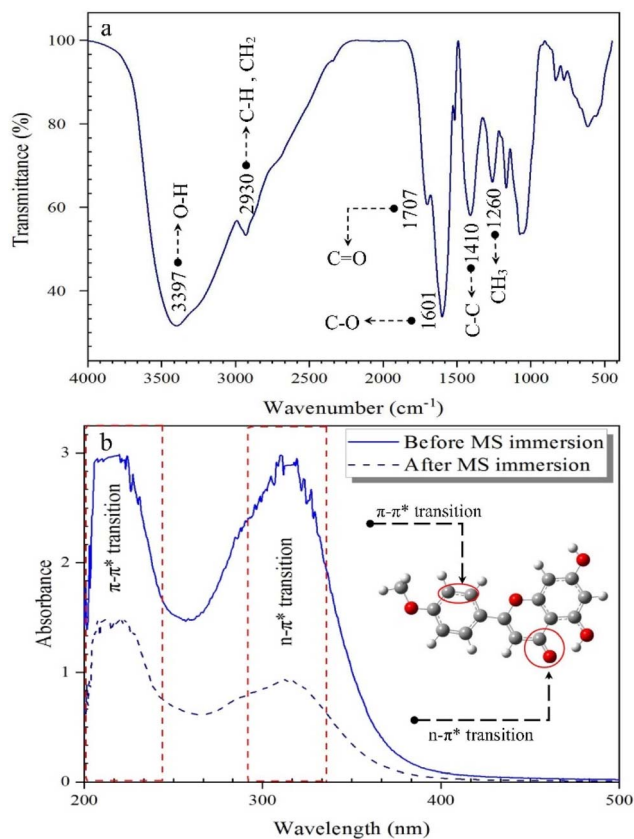 a
100
80
60
40
Transmittance (%)
3397
O-H
2930
C-H , CH₂
1707
C=O
1601
C-O
1410
C-C
1260
CH₃
4000
3500
3000
2500
2000
1500
1000
500
Wavenumber (cm⁻¹)
b
3
2
1
0
Absorbance
Before MS immersion
After MS immersion
π-π* transition
n-π* transition
π-π* transition
n-π* transition
200
300
400
500
Wavelength (nm)